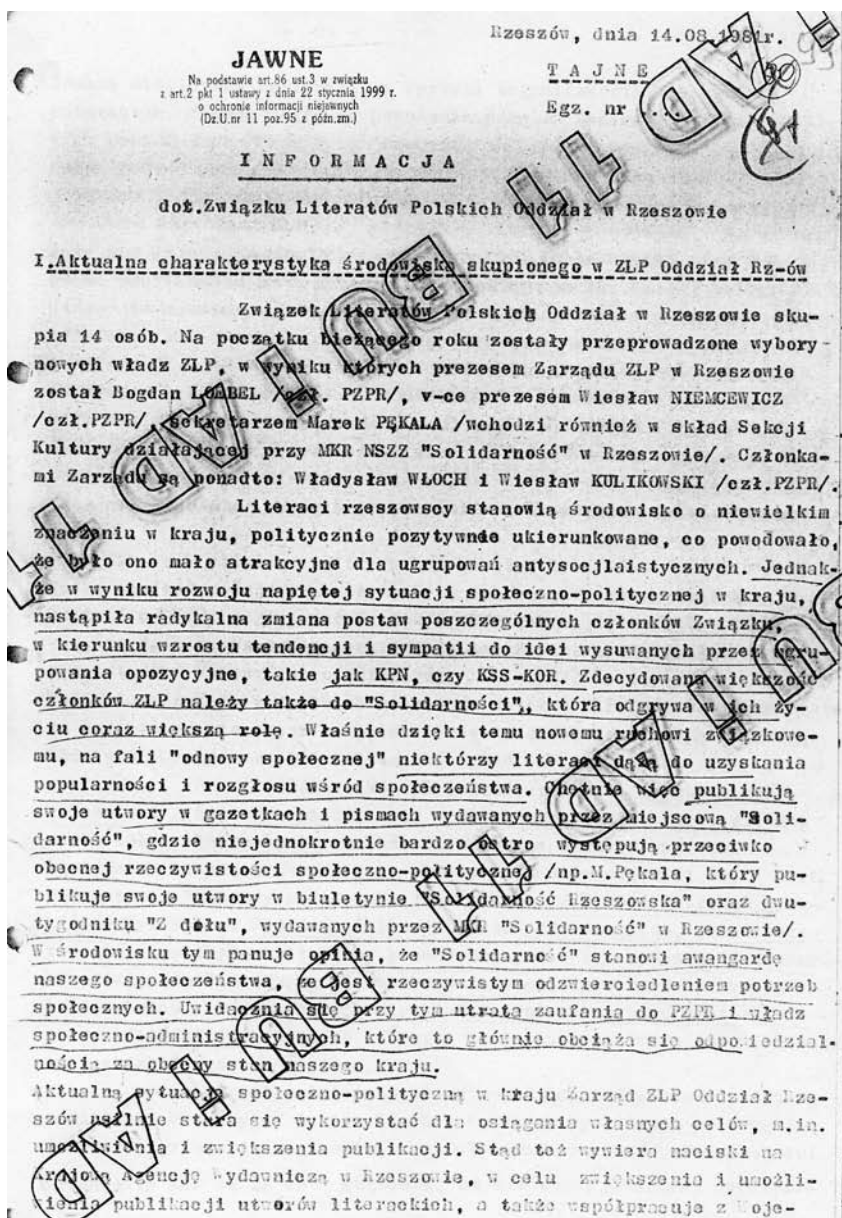 Rzeszów, dnia 14.08.1981r.
JAWNE
Na podstawie art.86 ust.3 w związku
z art.2 pkt 1 ustawy z dnia 22 stycznia 1999 r.
o ochronie informacji niejawnych
(Dz.U.nr 11 poz.95 z późn.zm.)
T A J N E
Egz. nr ...
I N F O R M A C J A
dot.Związku Literatów Polskich Oddział w Rzeszowie
I.Aktualna charakterystyka środowiska skupionego w ZLP Oddział Rz-ów
Związek Literatów Polskich Oddział w Rzeszowie sku-
pia 14 osób. Na początku bieżącego roku zostały przeprowadzone wybory
nowych władz ZLP, w wyniku których prezesem Zarządu ZLP w Rzeszowie
został Bogdan LOEBEL /czł. PZPR/, v-ce prezesem Wiesław NIEMCEWICZ
/czł.PZPR/, sekretarzem Marek PĘKALA /wchodzi również w skład Sekcji
Kultury działającej przy MKR NSZZ "Solidarność" w Rzeszowie/. Członka-
mi Zarządu są ponadto: Władysław WŁOCH i Wiesław KULIKOWSKI /czł.PZPR/.
Literaci rzeszowscy stanowią środowisko o niewielkim
znaczeniu w kraju, politycznie pozytywnie ukierunkowane, co powodowało,
że było ono mało atrakcyjne dla ugrupowań antysocjlaistycznych. Jednak-
że w wyniku rozwoju napiętej sytuacji społeczno-politycznej w kraju,
nastąpiła radykalna zmiana postaw poszczególnych członków Związku,
w kierunku wzrostu tendencji i sympatii do idei wysuwanych przez ugru-
powania opozycyjne, takie jak KPN, czy KSS-KOR. Zdecydowana większość
członków ZLP należy także do "Solidarności", która odgrywa w ich ży-
ciu coraz większą rolę. Właśnie dzięki temu nowemu ruchowi związkowe-
mu, na fali "odnowy społecznej" niektórzy literaci dążą do uzyskania
popularności i rozgłosu wśród społeczeństwa. Chętnie więc publikują
swoje utwory w gazetkach i pismach wydawanych przez miejscową "Soli-
darność", gdzie niejednokrotnie bardzo ostro występują przeciwko
obecnej rzeczywistości społeczno-politycznej /np.M.Pękala, który pu-
blikuje swoje utwory w biuletynie "Solidarność Rzeszowska" oraz dwu-
tygodniku "Z dołu", wydawanych przez MKR "Solidarność" w Rzeszowie/.
W środowisku tym panuje opinia, że "Solidarność" stanowi awangardę
naszego społeczeństwa, że jest rzeczywistym odzwierciedleniem potrzeb
społecznych. Uwidacznia się przy tym utrata zaufania do PZPR i władz
społeczno-administracyjnych, które to głównie obciąża się odpowiedzial-
nością za obecny stan naszego kraju.
Aktualną sytuację społeczno-polityczną w kraju Zarząd ZLP Oddział Rze-
szów usilnie stara się wykorzystać dla osiągania własnych celów, m.in.
umożliwiania i zwiększenia publikacji. Stąd też wywiera naciski na
Krajową Agencję Wydawniczą w Rzeszowie, w celu zwiększenia i umożli-
wienia publikacji utworów literackich, a także współpracuje z Woje-
BU I AD 11
BU I AD 11
BU I AD 11